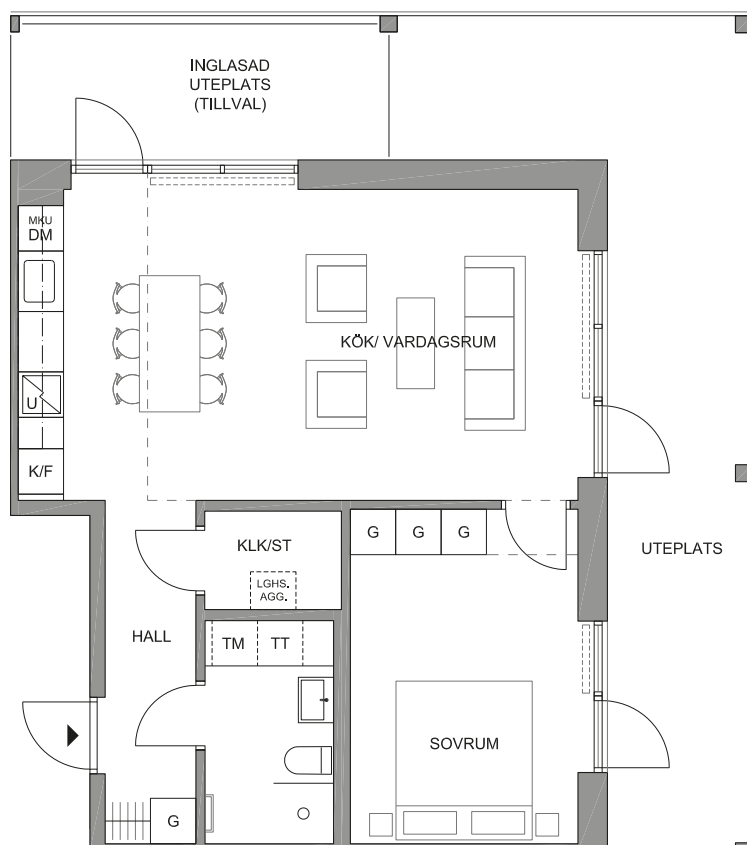 INGLASAD
UTEPLATS
(TILLVAL)
MKU
DM
KÖK/ VARDAGSRUM
U
K/F
KLK/ST
G G G
UTEPLATS
LGHS.
AGG.
HALL
TM TT
SOVRUM
G